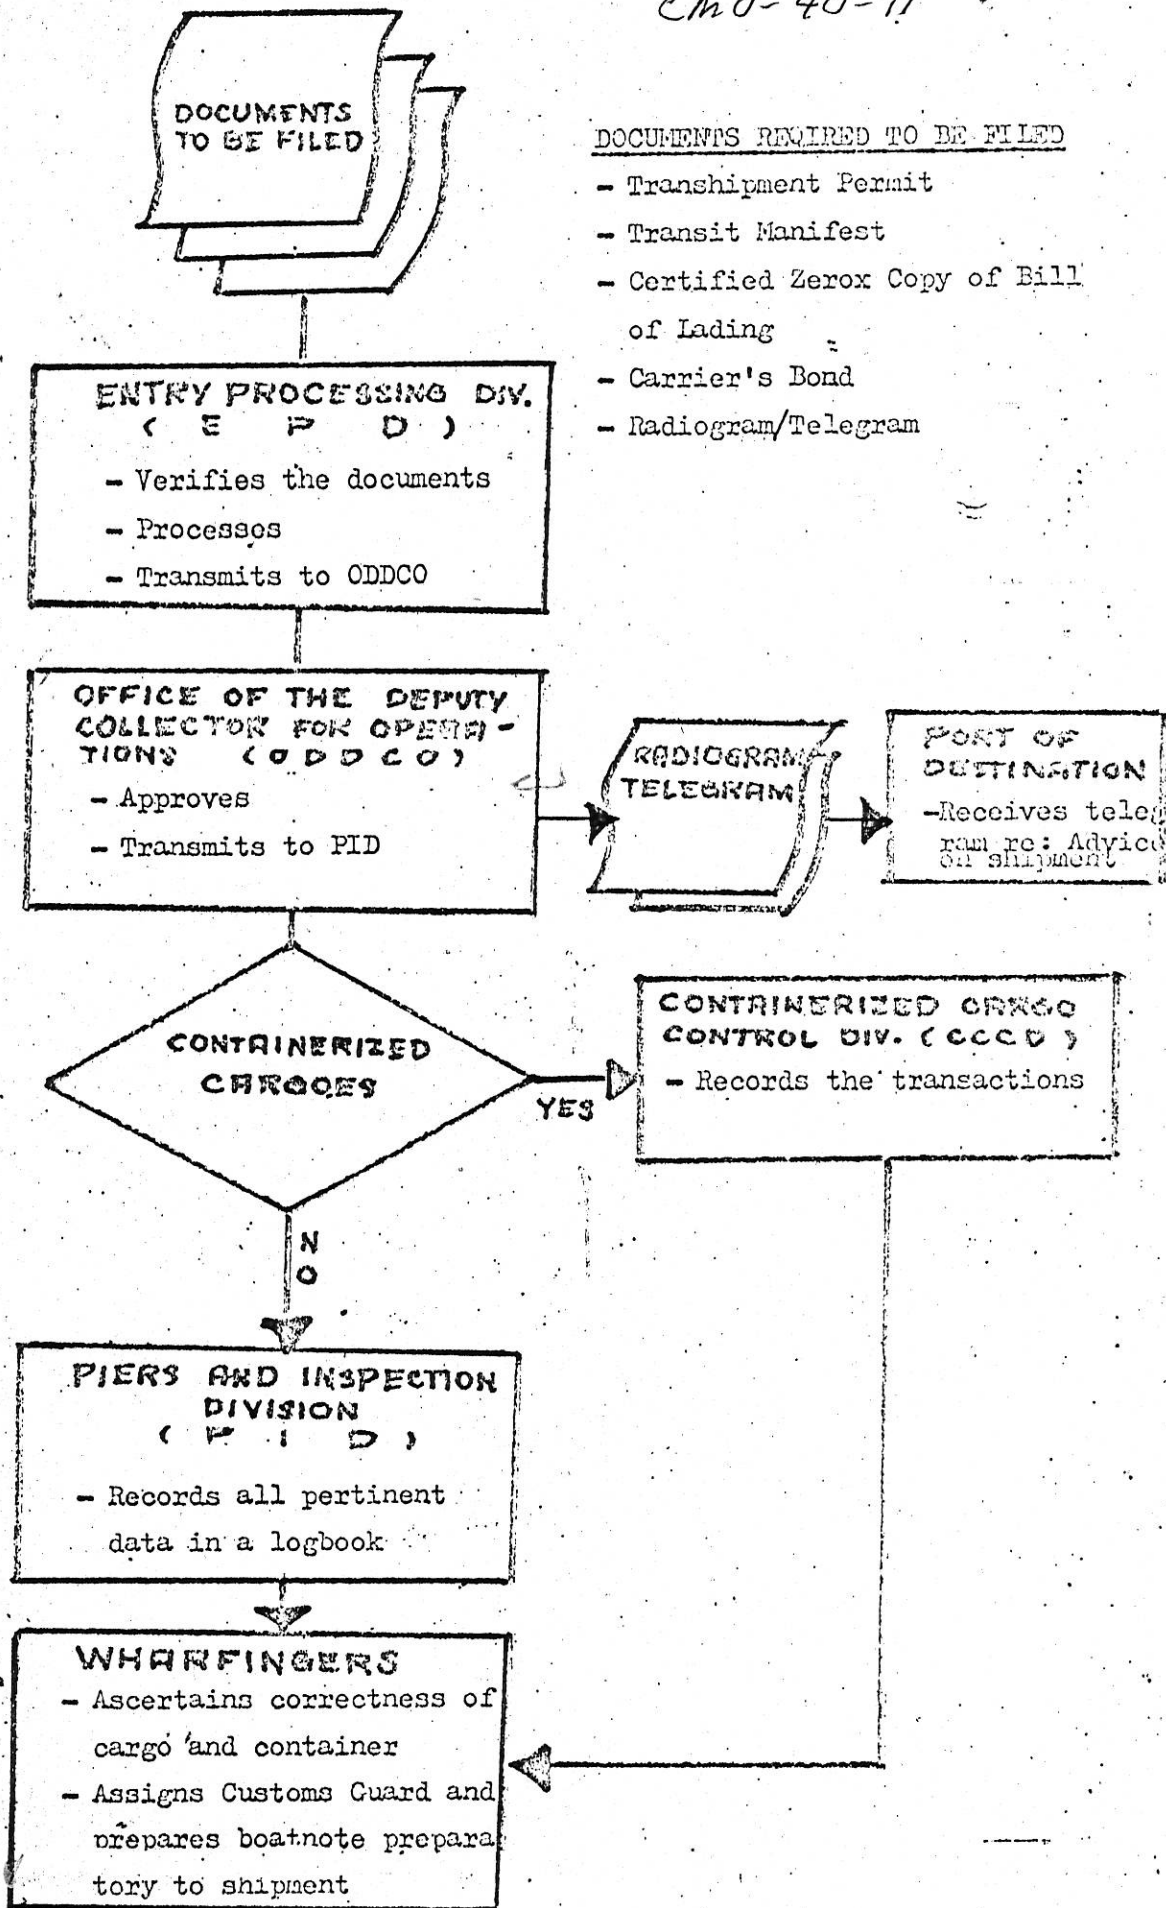 DOCUMENTS
TO BE FILED
DOCUMENTS REQIRED TO BE FILED
- Transhipment Permit
- Transit Manifest
- Certified Zerox Copy of Bill
of Lading
- Carrier's Bond
- Radiogram/Telegram
ENTRY PROCESSING DIV.
( E P D )
- Verifies the documents
- Processes
- Transmits to ODDCO
OFFICE OF THE DEPUTY
COLLECTOR FOR OPERA-
TIONS (ODDCO)
- Approves
- Transmits to PID
RADIOGRAM
TELEGRAM
PORT OF
DESTINATION
-Receives teleg
ram re: Advice
on shipment
CONTAINERIZED
CARGOES
YES
CONTAINERIZED CARGO
CONTROL DIV. (CCCD)
- Records the transactions
N
O
PIERS AND INSPECTION
DIVISION
( P I D )
- Records all pertinent
data in a logbook
WHARFINGERS
- Ascertains correctness of
cargo and container
- Assigns Customs Guard and
prepares boatnote prepara
tory to shipment